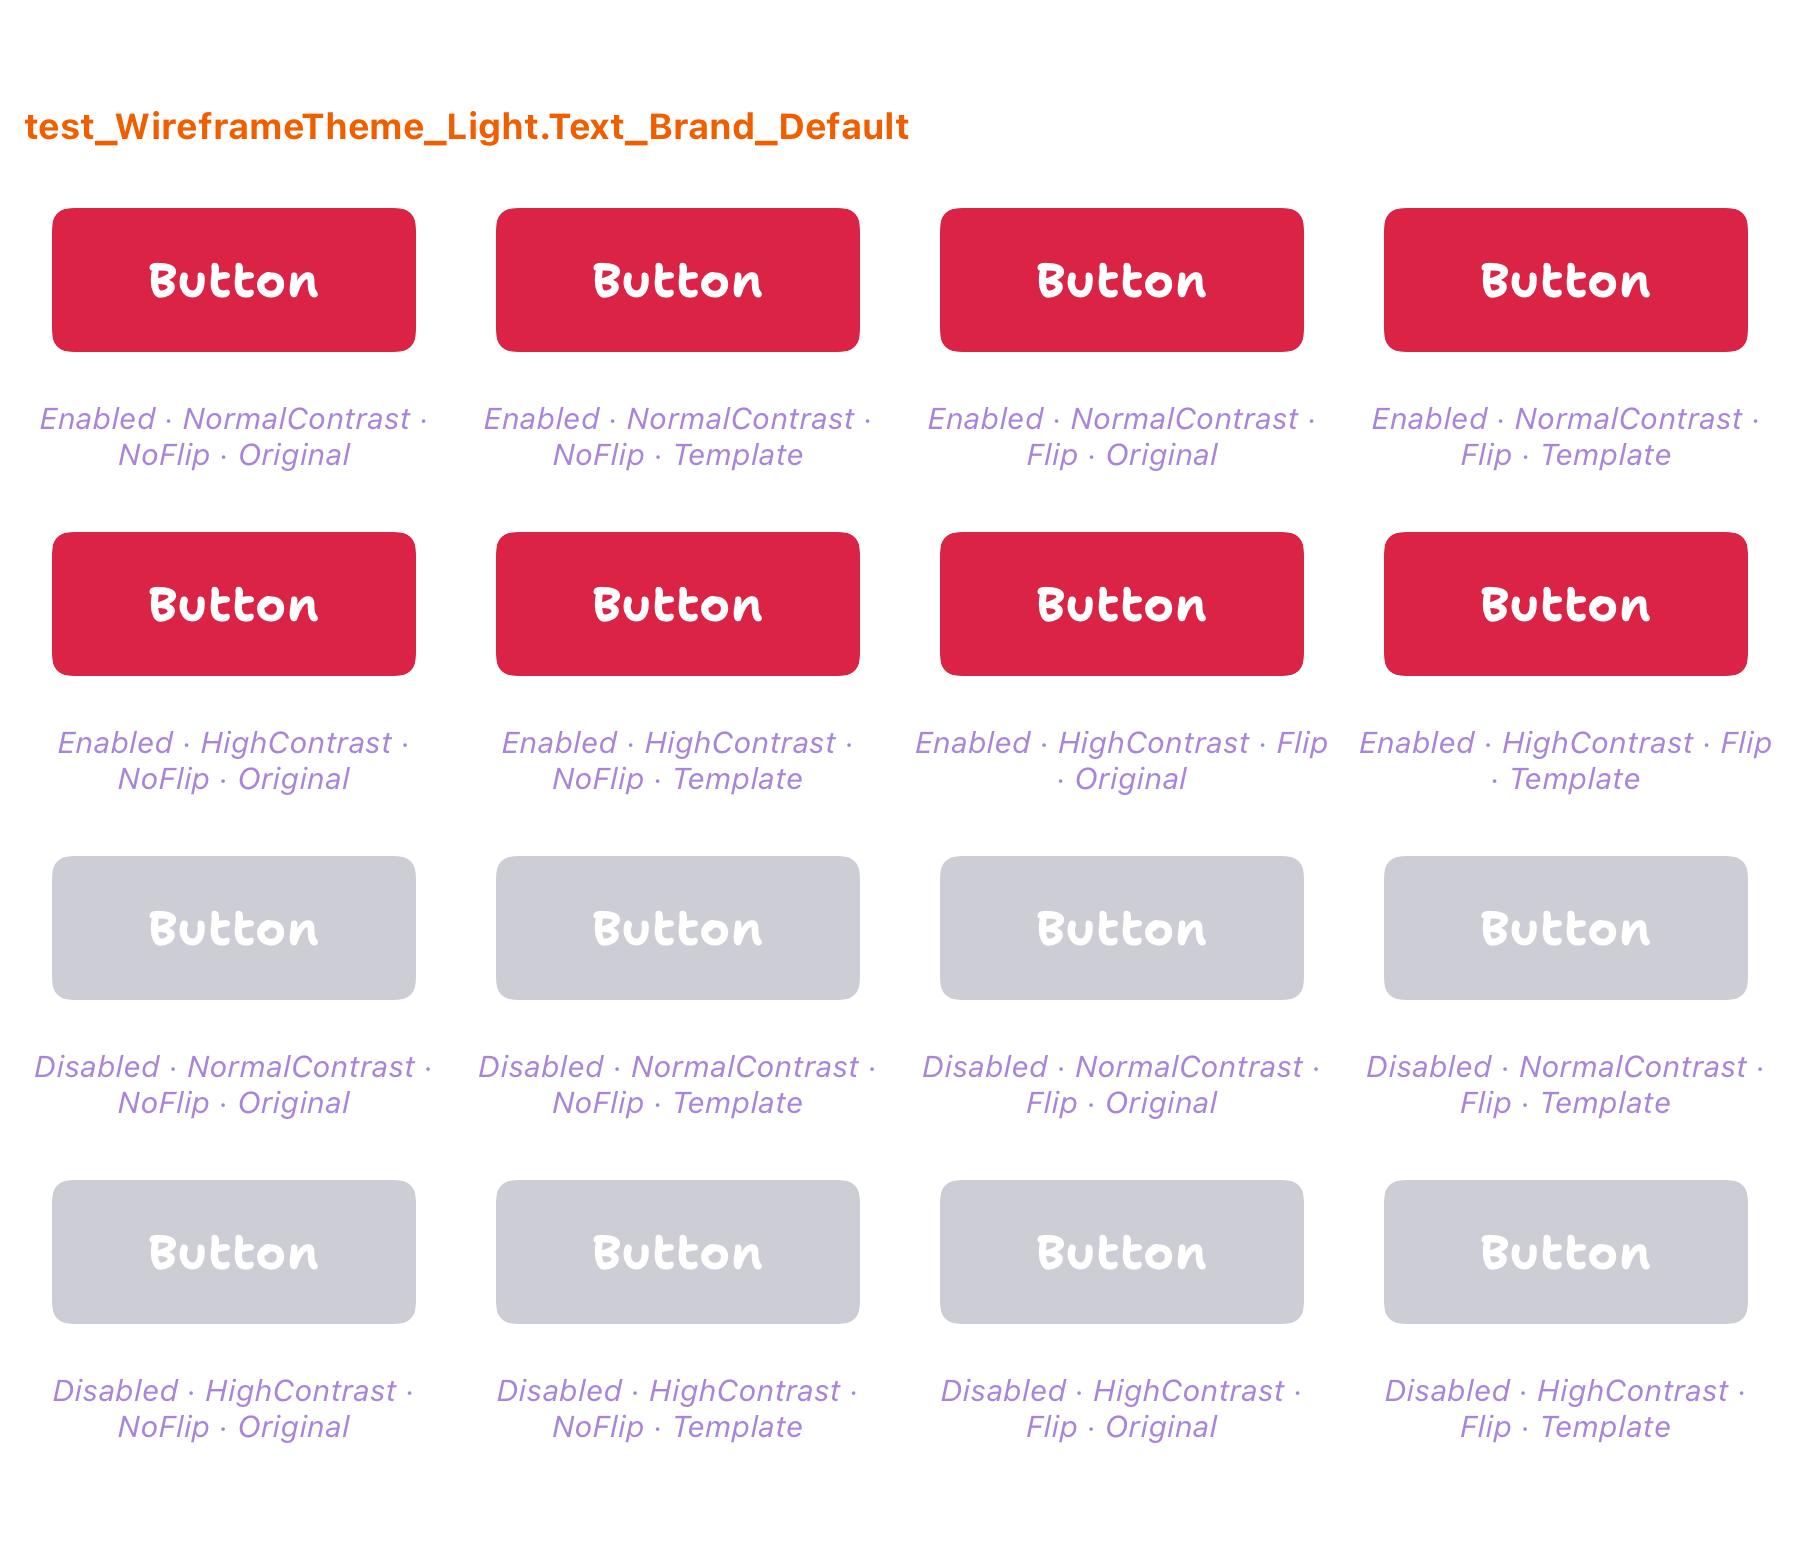 test_WireframeTheme_Light.Text_Brand_Default
Button Button Button Button
Enabled · NormalContrast · Enabled · NormalContrast · Enabled · NormalContrast · Enabled · NormalContrast ·
NoFlip · Original NoFlip · Template Flip · Original Flip · Template
Button Button Button Button
Enabled · HighContrast · Enabled · HighContrast · Enabled · HighContrast · Flip Enabled · HighContrast · Flip
NoFlip · Original NoFlip · Template · Original · Template
Button Button Button Button
Disabled · NormalContrast · Disabled · NormalContrast · Disabled · NormalContrast · Disabled · NormalContrast ·
NoFlip · Original NoFlip · Template Flip · Original Flip · Template
Button Button Button Button
Disabled · HighContrast · Disabled · HighContrast · Disabled · HighContrast · Disabled · HighContrast ·
NoFlip · Original NoFlip · Template Flip · Original Flip · Template